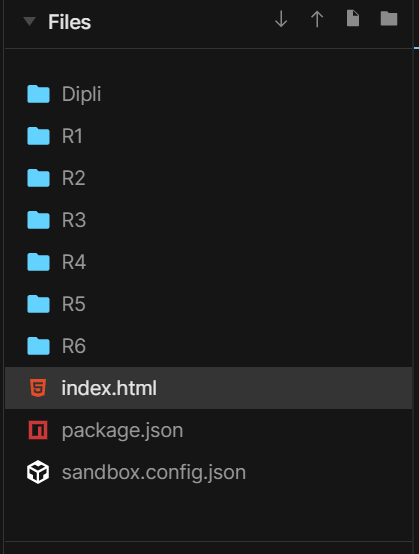 Files
Dipli
R1
R2
R3
R4
R5
R6
index.html
package.json
sandbox.config.json